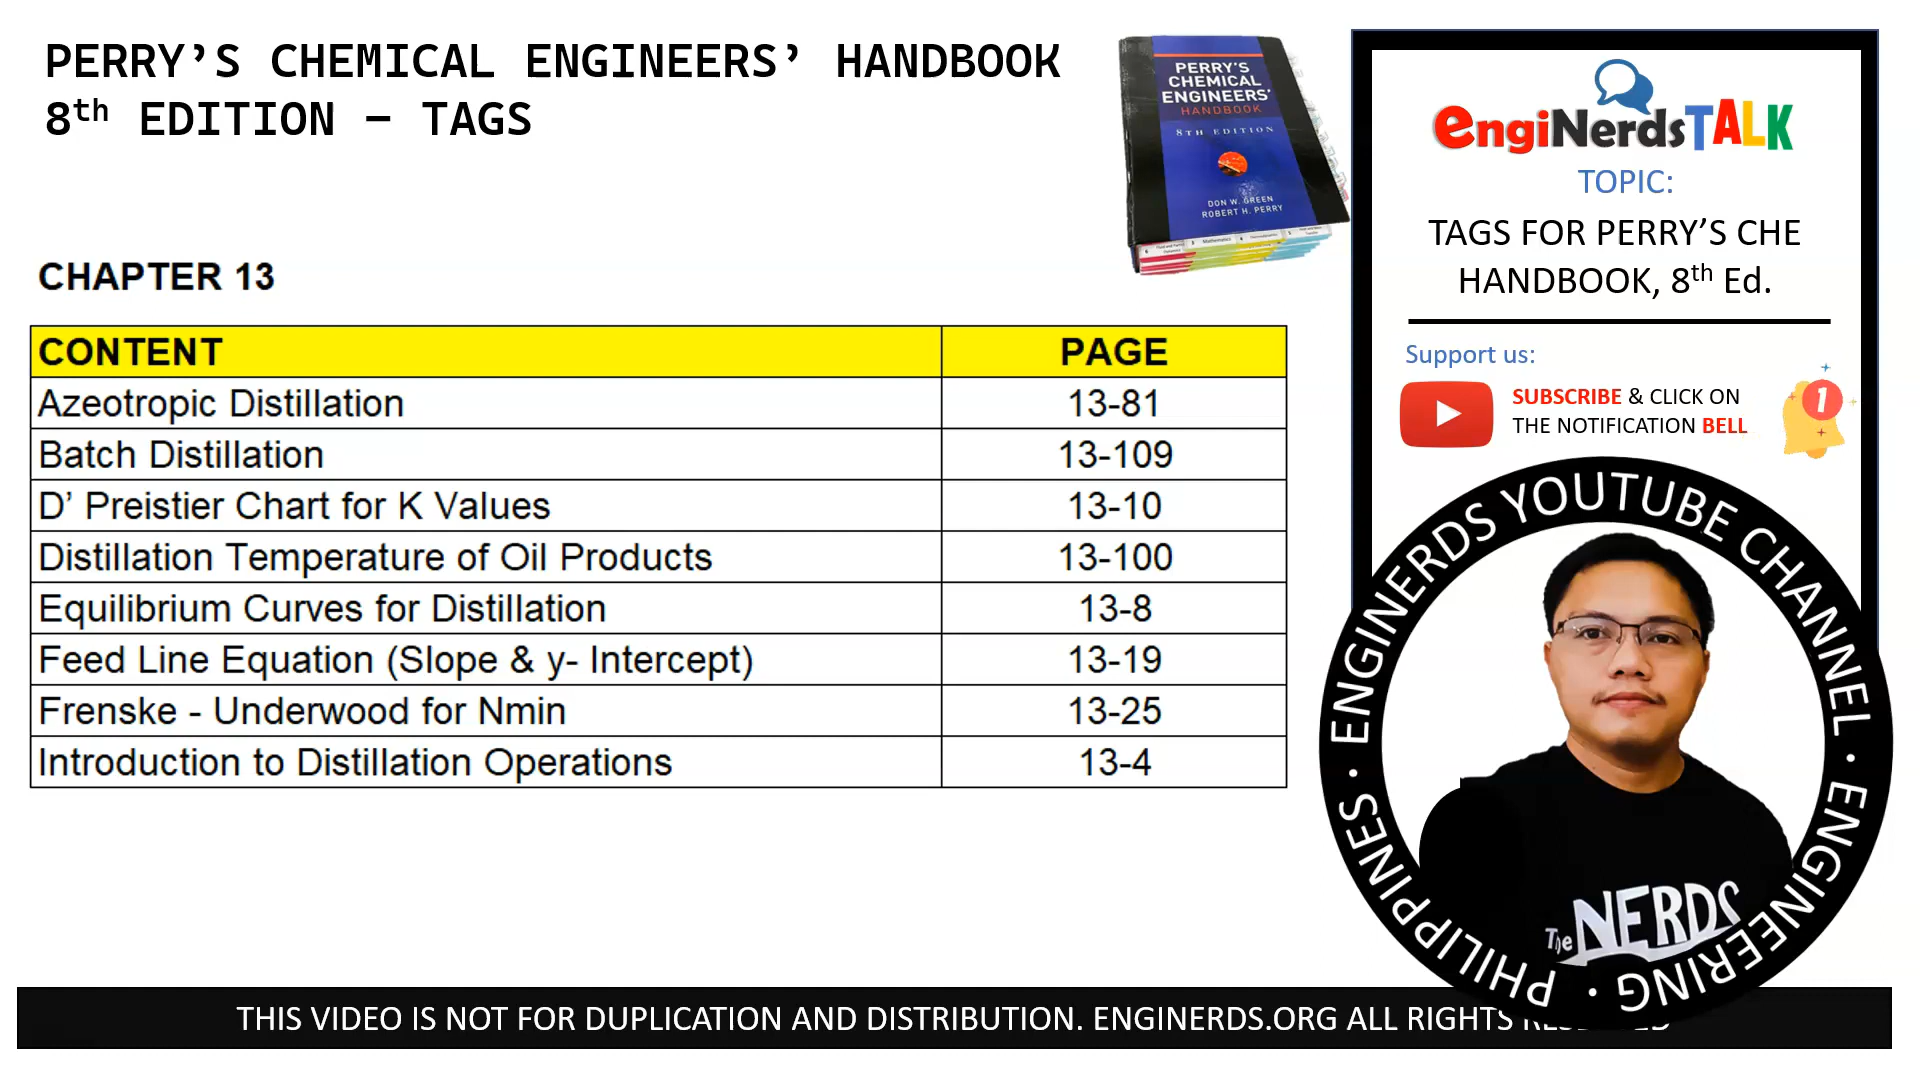 PERRY’S CHEMICAL ENGINEERS’ HANDBOOK
8th EDITION – TAGS
PERRY'S
CHEMICAL
ENGINEERS'
HANDBOOK
8TH EDITION
DON W. GREEN
ROBERT H. PERRY
CHAPTER 13
CONTENT PAGE
Azeotropic Distillation 13-81
Batch Distillation 13-109
D’ Preistier Chart for K Values 13-10
Distillation Temperature of Oil Products 13-100
Equilibrium Curves for Distillation 13-8
Feed Line Equation (Slope & y- Intercept) 13-19
Frenske - Underwood for Nmin 13-25
Introduction to Distillation Operations 13-4
engiNerdsTALK
TOPIC:
TAGS FOR PERRY’S CHE
HANDBOOK, 8th Ed.
Support us:
SUBSCRIBE & CLICK ON
THE NOTIFICATION BELL
1
ENGINERDS YOUTUBE CHANNEL · ENGINEERING · PHILIPPINES ·
The NERDS
THIS VIDEO IS NOT FOR DUPLICATION AND DISTRIBUTION. ENGINERDS.ORG ALL RIGHTS